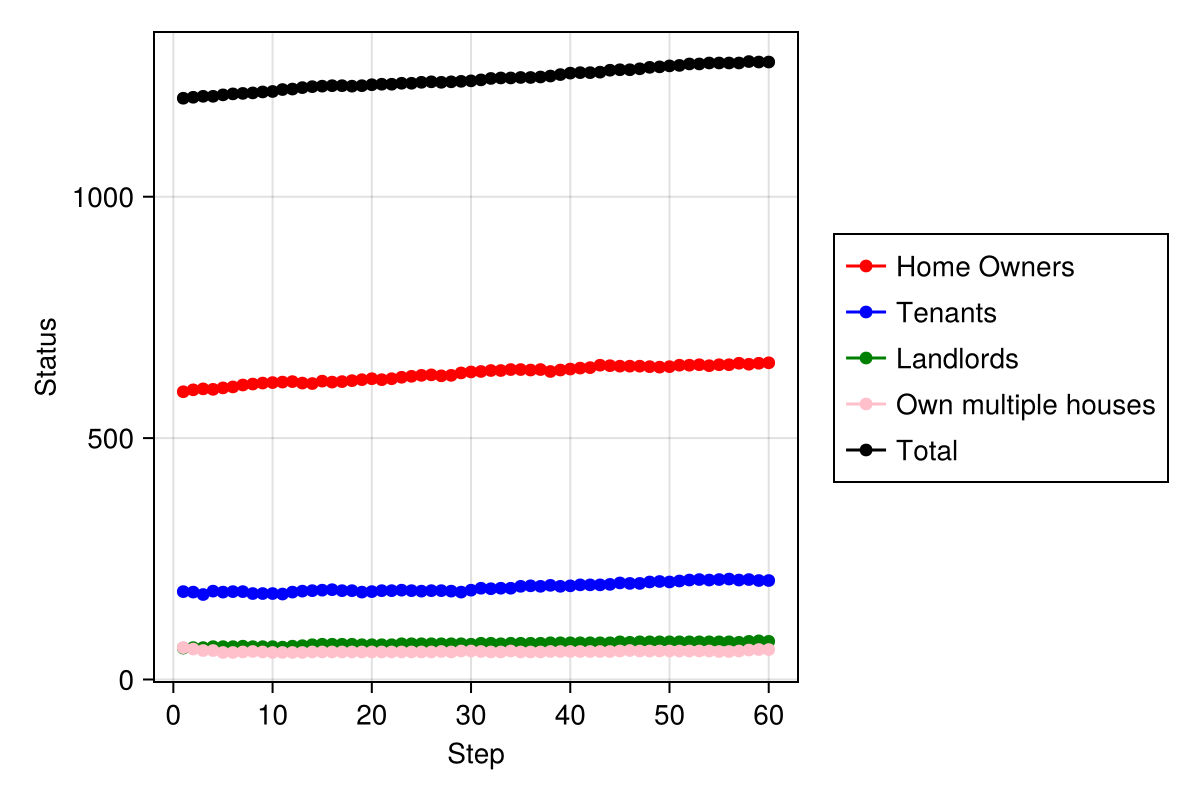 1000
500
0
Status
0 10 20 30 40 50 60
Step
Home Owners
Tenants
Landlords
Own multiple houses
Total